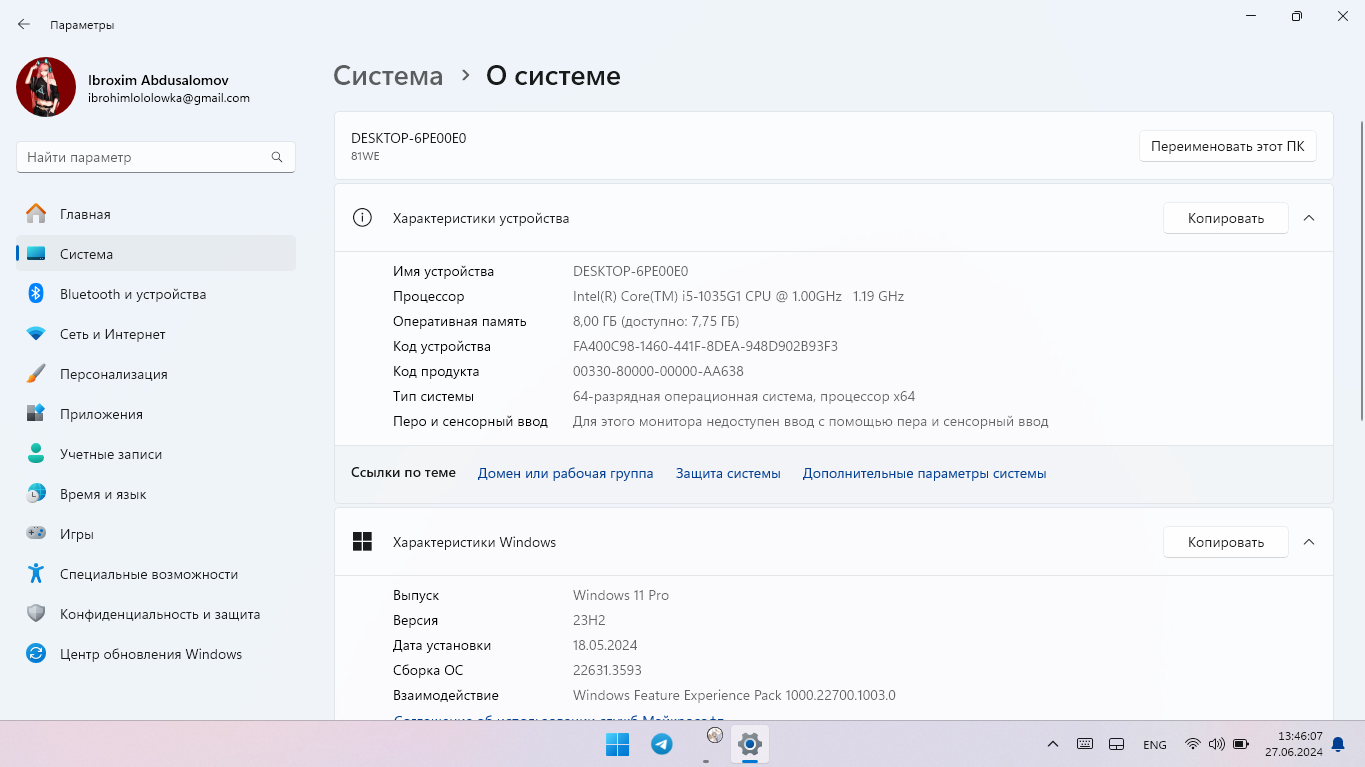 Параметры
Ibroxim Abdusalomov
ibrohimlololowka@gmail.com
Найти параметр
Главная
Система
Bluetooth и устройства
Сеть и Интернет
Персонализация
Приложения
Учетные записи
Время и язык
Игры
Специальные возможности
Конфиденциальность и защита
Центр обновления Windows
Система > О системе
DESKTOP-6PE00E0
81WE
Переименовать этот ПК
Характеристики устройства
Копировать
Имя устройства DESKTOP-6PE00E0
Процессор Intel(R) Core(TM) i5-1035G1 CPU @ 1.00GHz 1.19 GHz
Оперативная память 8,00 ГБ (доступно: 7,75 ГБ)
Код устройства FA400C98-1460-441F-8DEA-948D902B93F3
Код продукта 00330-80000-00000-AA638
Тип системы 64-разрядная операционная система, процессор x64
Перо и сенсорный ввод Для этого монитора недоступен ввод с помощью пера и сенсорный ввод
Ссылки по теме Домен или рабочая группа Защита системы Дополнительные параметры системы
Характеристики Windows
Копировать
Выпуск Windows 11 Pro
Версия 23H2
Дата установки 18.05.2024
Сборка ОС 22631.3593
Взаимодействие Windows Feature Experience Pack 1000.22700.1003.0
Соглашение об использовании служб Майкрософт
ENG
13:46:07
27.06.2024